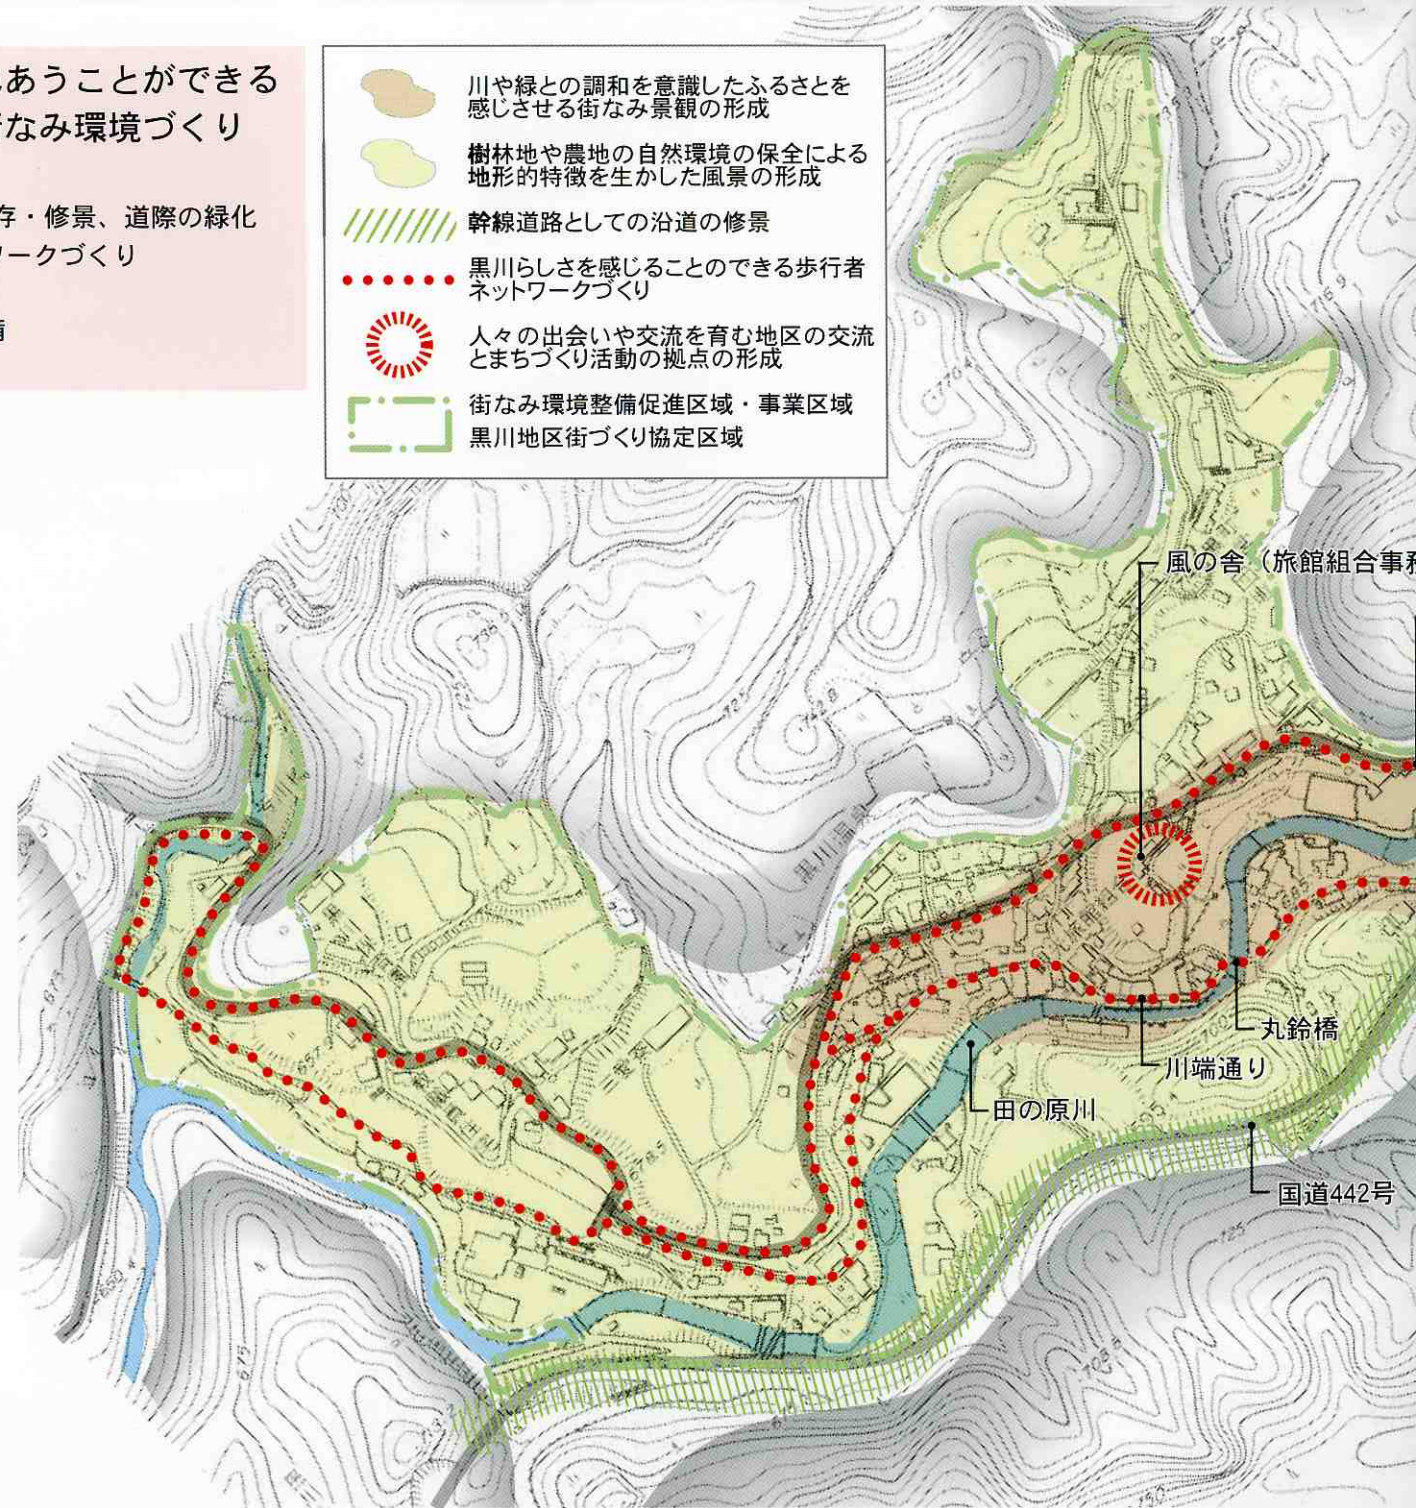 あうことができる
なみ環境づくり
存・修景、道際の緑化
ワークづくり
川や緑との調和を意識したふるさとを
感じさせる街なみ景観の形成
樹林地や農地の自然環境の保全による
地形的特徴を生かした風景の形成
幹線道路としての沿道の修景
黒川らしさを感じることのできる歩行者
ネットワークづくり
人々の出会いや交流を育む地区の交流
とまちづくり活動の拠点の形成
街なみ環境整備促進区域・事業区域
黒川地区街づくり協定区域
風の舎（旅館組合事務
丸鈴橋
川端通り
田の原川
国道442号